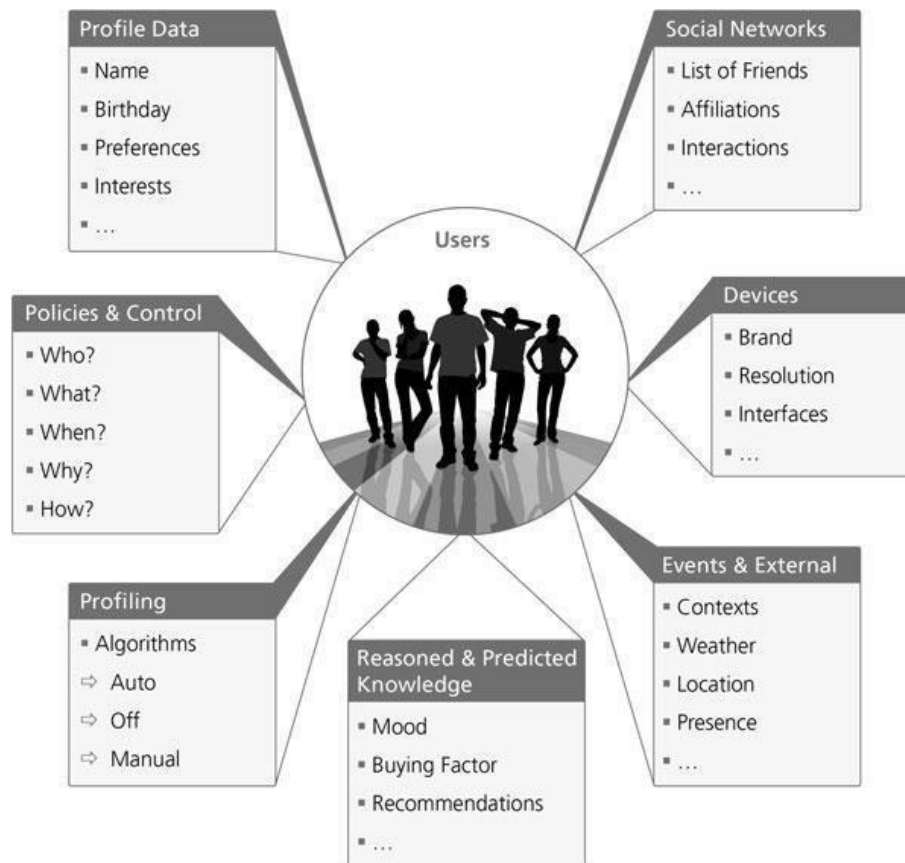 Profile Data
▪ Name
▪ Birthday
▪ Preferences
▪ Interests
▪ …
Social Networks
▪ List of Friends
▪ Affiliations
▪ Interactions
▪ …
Users
Policies & Control
▪ Who?
▪ What?
▪ When?
▪ Why?
▪ How?
Devices
▪ Brand
▪ Resolution
▪ Interfaces
▪ …
Profiling
▪ Algorithms
⇨ Auto
⇨ Off
⇨ Manual
Reasoned & Predicted
Knowledge
▪ Mood
▪ Buying Factor
▪ Recommendations
▪ …
Events & External
▪ Contexts
▪ Weather
▪ Location
▪ Presence
▪ …